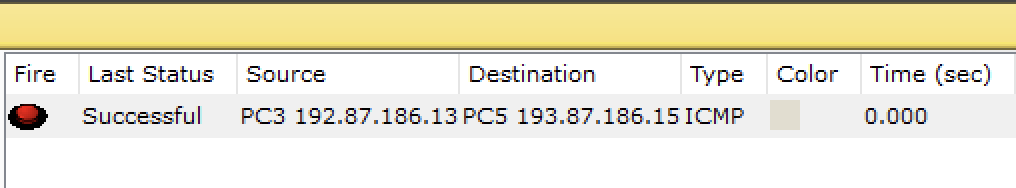 Fire Last Status Source Destination Type Color Time (sec)
Successful PC3 192.87.186.13 PC5 193.87.186.15 ICMP 0.000